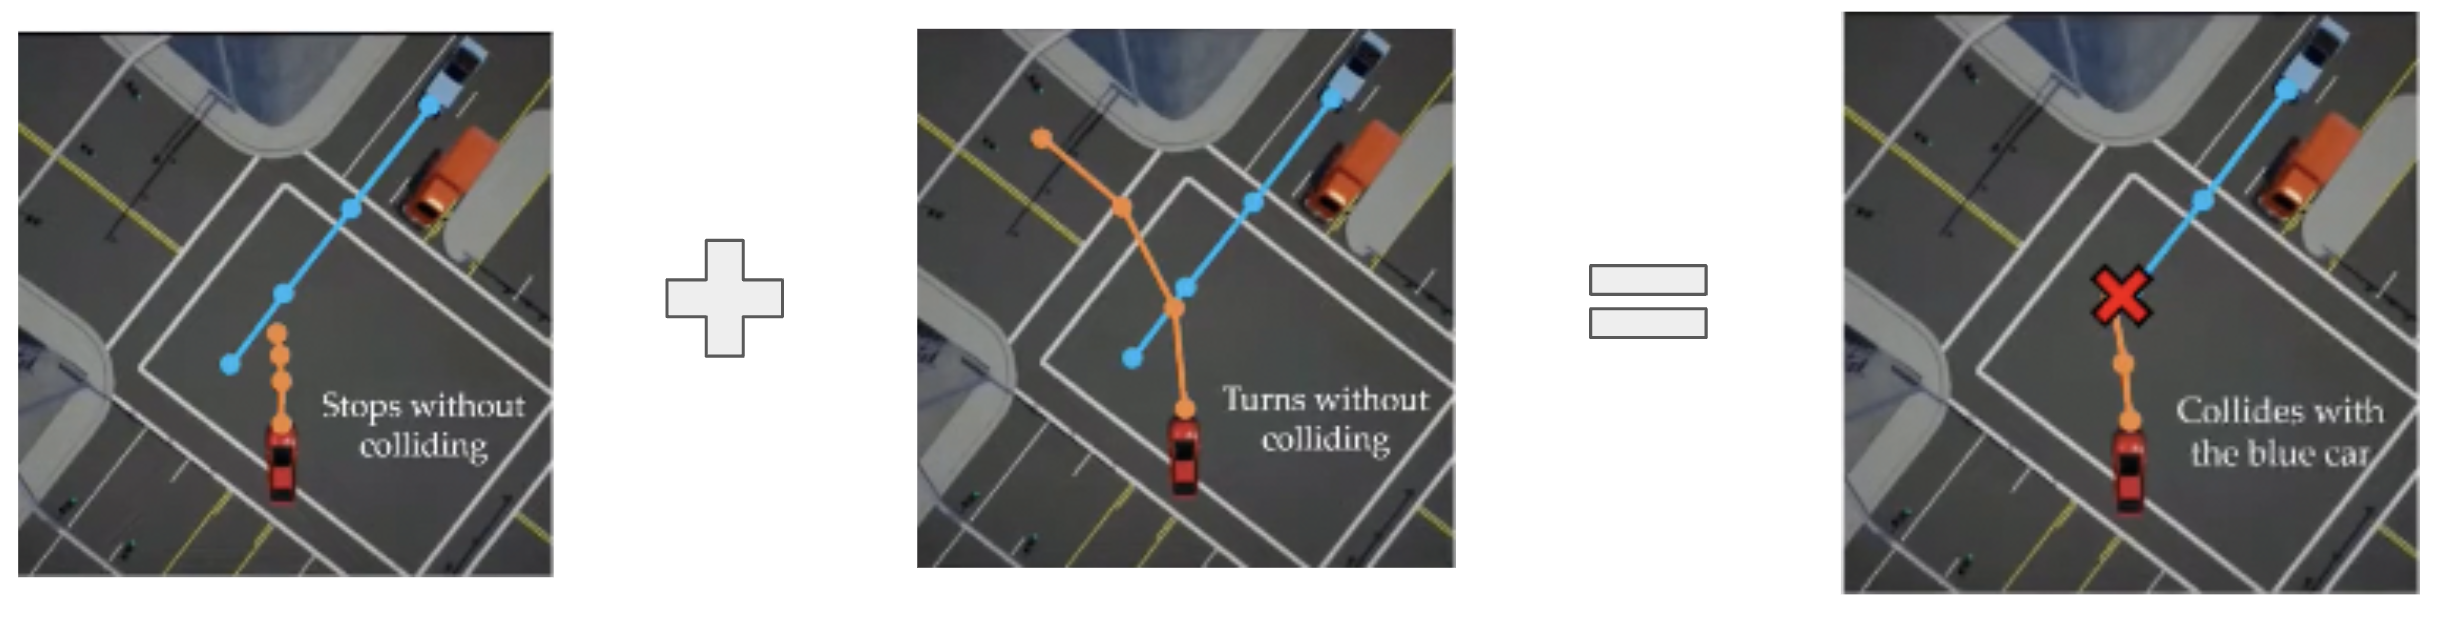 Stops without
colliding
Turns without
colliding
Collides with
the blue car